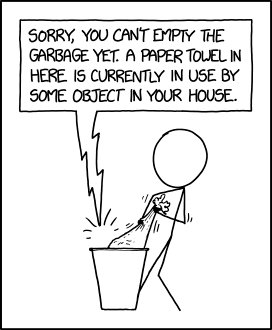 SORRY, YOU CAN'T EMPTY THE
GARBAGE YET. A PAPER TOWEL IN
HERE IS CURRENTLY IN USE BY
SOME OBJECT IN YOUR HOUSE.